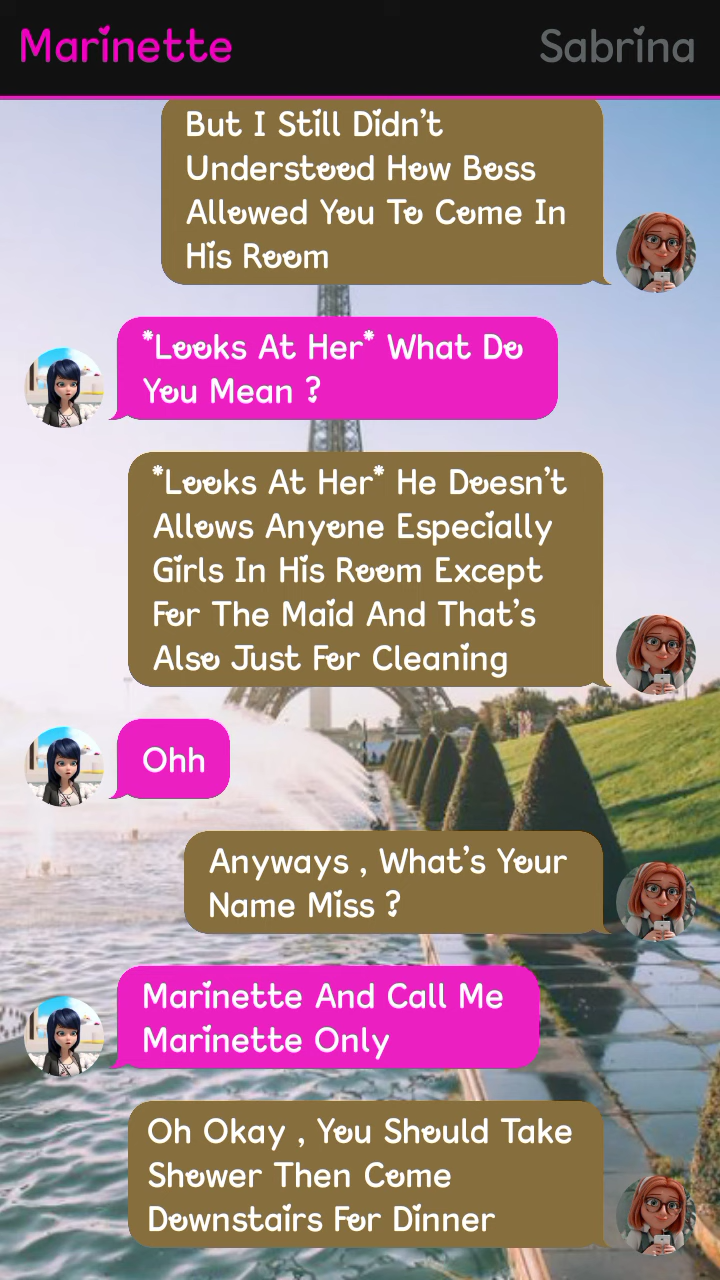 Marinette
Sabrina
But I Still Didn't
Understood How Boss
Allowed You To Come In
His Room
*Looks At Her* What Do
You Mean ?
*Looks At Her* He Doesn't
Allows Anyone Especially
Girls In His Room Except
For The Maid And That's
Also Just For Cleaning
Ohh
Anyways , What's Your
Name Miss ?
Marinette And Call Me
Marinette Only
Oh Okay , You Should Take
Shower Then Come
Downstairs For Dinner